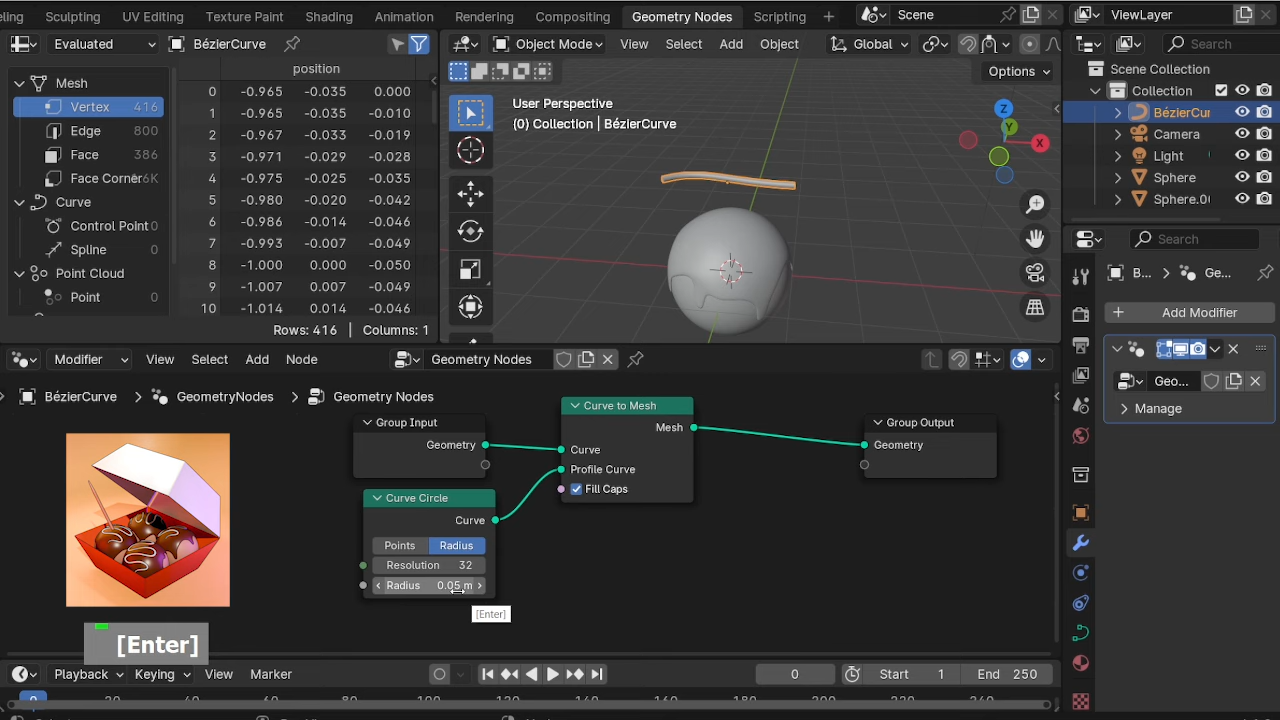 ling Sculpting UV Editing Texture Paint Shading Animation Rendering Compositing Geometry Nodes Scripting + Scene ViewLayer
Evaluated BézierCurve Object Mode View Select Add Object Global Search
position
Options
Scene Collection
Mesh
Collection
Vertex 416
Edge 800
Face 386
Face Corner 6K
Curve
Control Point 0
Spline 0
Point Cloud
Point 0
0 -0.965 -0.035 0.000
1 -0.965 -0.035 -0.010
2 -0.967 -0.033 -0.019
3 -0.971 -0.029 -0.028
4 -0.975 -0.025 -0.035
5 -0.980 -0.020 -0.042
6 -0.986 -0.014 -0.046
7 -0.993 -0.007 -0.049
8 -1.000 0.000 -0.050
9 -1.007 0.007 -0.049
10 -1.014 0.014 -0.046
Rows: 416 | Columns: 1
User Perspective
(0) Collection | BézierCurve
Z
Y
X
BézierCur
Camera
Light
Sphere
Sphere.0
Search
B... > Ge...
+ Add Modifier
Geo...
Manage
Modifier View Select Add Node Geometry Nodes
BézierCurve > GeometryNodes > Geometry Nodes
Group Input
Geometry
Curve to Mesh
Mesh
Curve
Profile Curve
Fill Caps
Group Output
Geometry
Curve Circle
Curve
Points Radius
Resolution 32
Radius 0.05 m
[Enter]
[Enter]
Playback Keying View Marker 0 Start 1 End 250